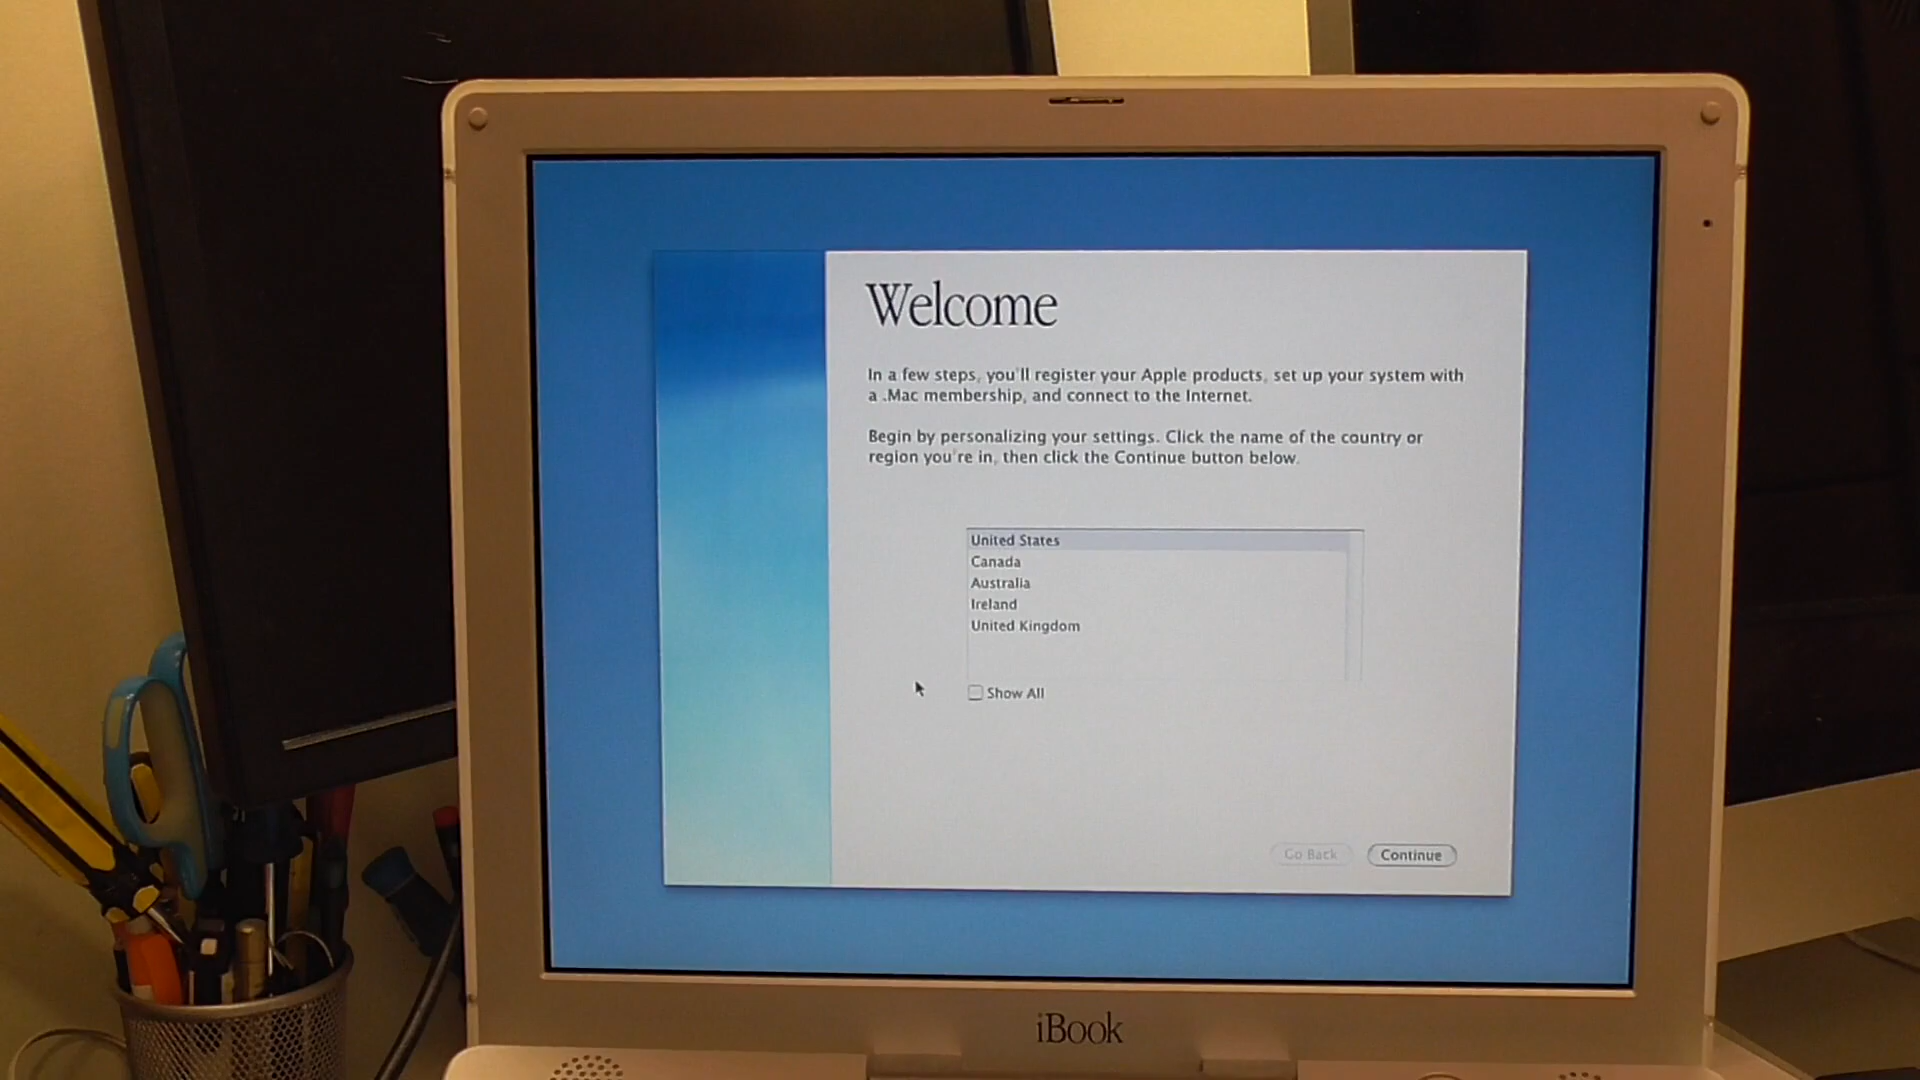 Welcome
In a few steps, you'll register your Apple products, set up your system with
a .Mac membership, and connect to the Internet.
Begin by personalizing your settings. Click the name of the country or
region you're in, then click the Continue button below.
United States
Canada
Australia
Ireland
United Kingdom
Show All
Go Back
Continue
iBook